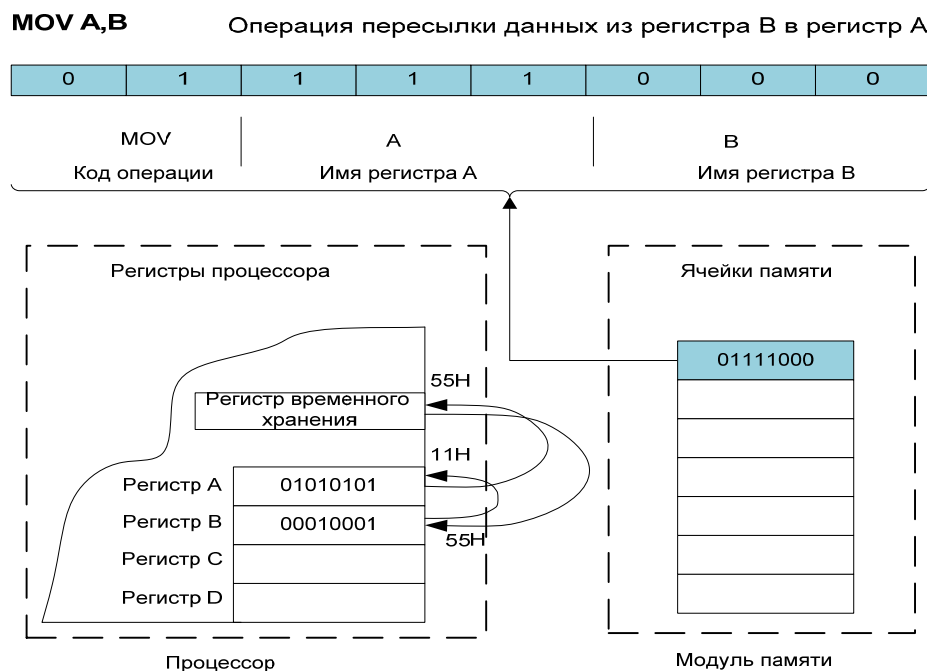 MOV A,B Операция пересылки данных из регистра B в регистр A
0 1 1 1 1 0 0 0
MOV A B
Код операции Имя регистра A Имя регистра B
Регистры процессора Ячейки памяти
01111000
55H
Регистр временного
хранения
11H
Регистр A 01010101
Регистр B 00010001
55H
Регистр C
Регистр D
Процессор Модуль памяти